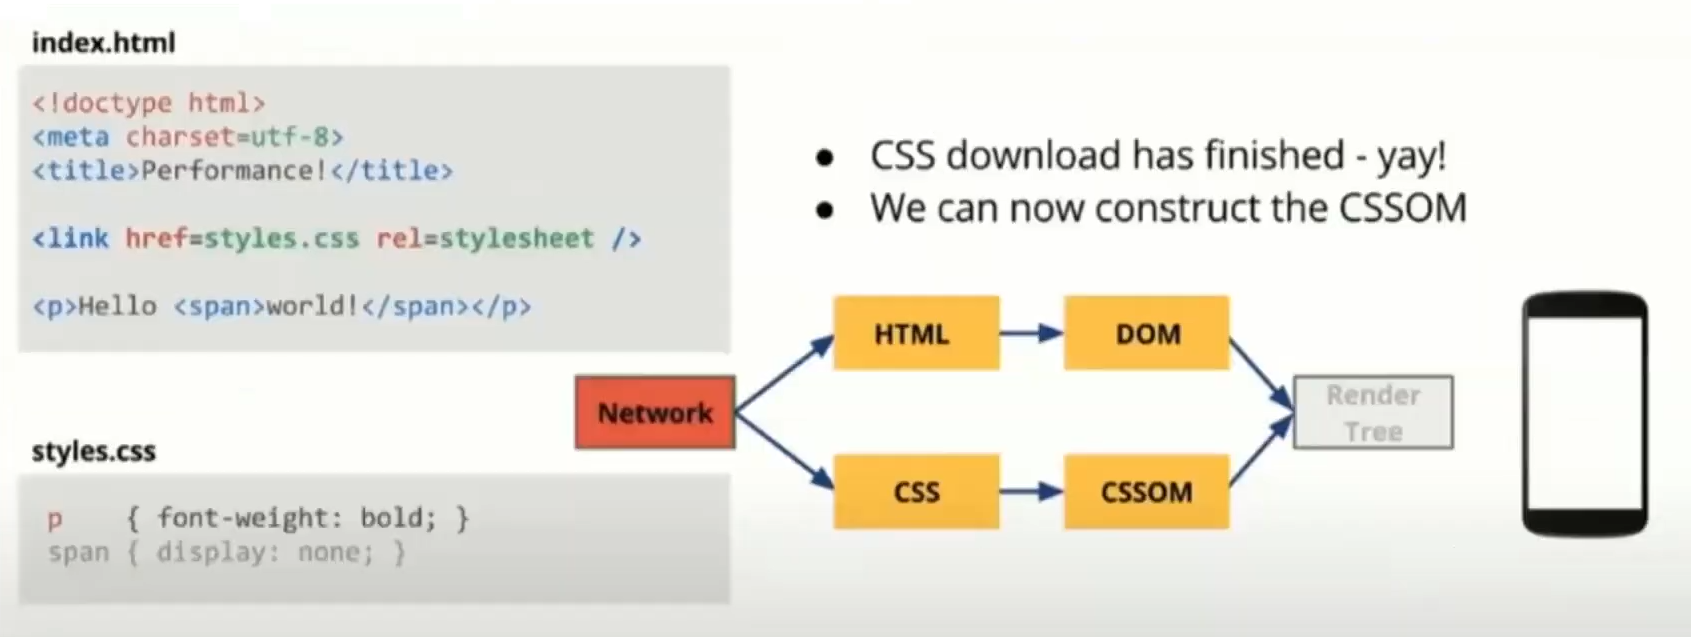 index.html
<!doctype html>
<meta charset=utf-8>
<title>Performance!</title>
<link href=styles.css rel=stylesheet />
<p>Hello <span>world!</span></p>
styles.css
p { font-weight: bold; }
span { display: none; }
● CSS download has finished - yay!
● We can now construct the CSSOM
Network
HTML
DOM
CSS
CSSOM
Render
Tree